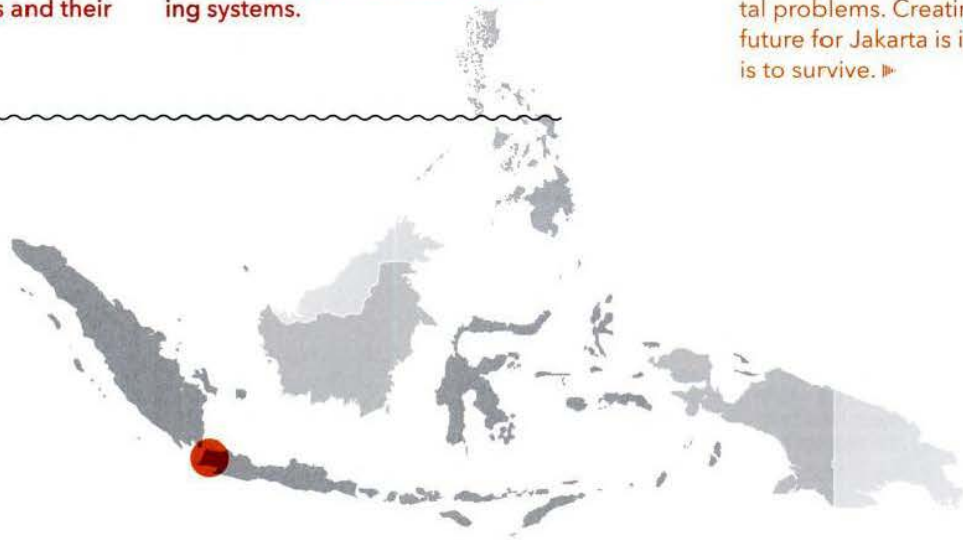 s and their
ing systems.
tal problems. Creatin
future for Jakarta is i
is to survive.